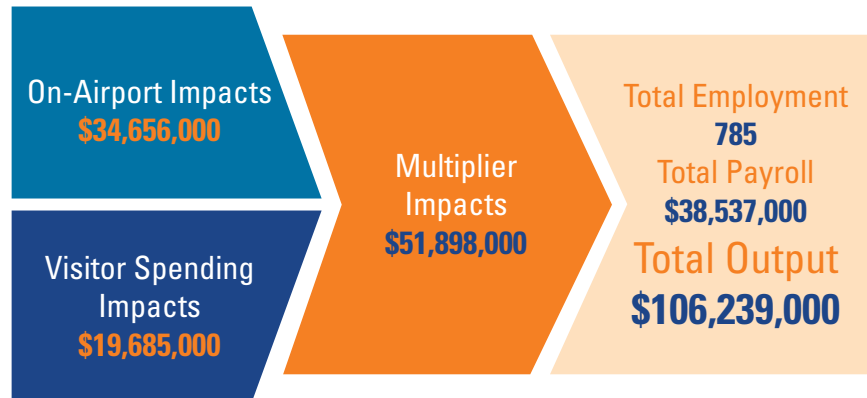 On-Airport Impacts
$34,656,000
Visitor Spending
Impacts
$19,685,000
Multiplier
Impacts
$51,898,000
Total Employment
785
Total Payroll
$38,537,000
Total Output
$106,239,000